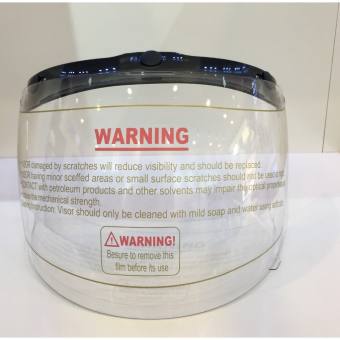 WARNING
damaged by scratches will reduce visibility and should be replaced.
having minor scuffed areas or small surface scratches should not be used at night
CONTACT with petroleum products and other solvents may impair the optical properties
the mechanical strength.
Visor should only be cleaned with mild soap and water using soft cloth
WARNING!
Besure to remove this
film before its use